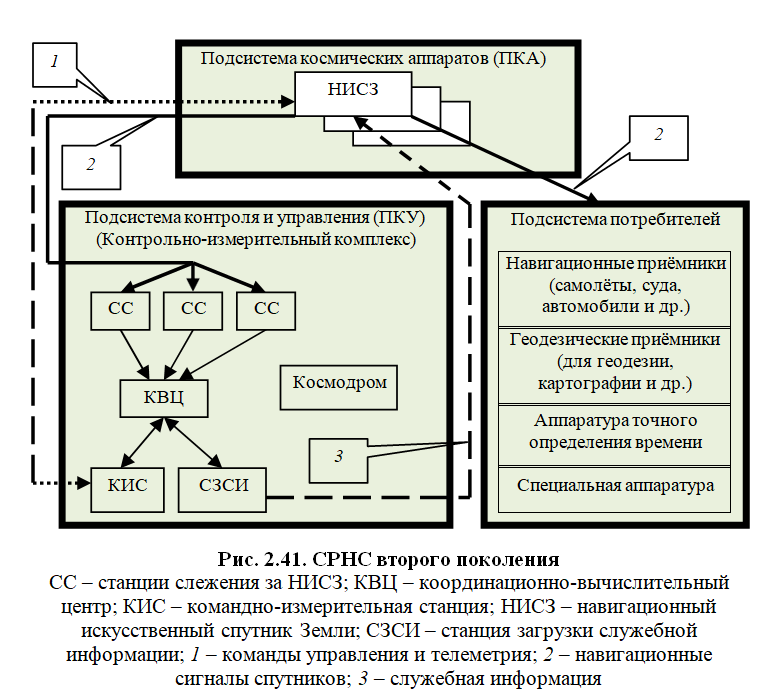 1
Подсистема космических аппаратов (ПКА)
НИСЗ
2
2
Подсистема контроля и управления (ПКУ)
(Контрольно-измерительный комплекс)
СС
СС
СС
КВЦ
Космодром
3
КИС
СЗСИ
Подсистема потребителей
Навигационные приёмники
(самолёты, суда,
автомобили и др.)
Геодезические приёмники
(для геодезии,
картографии и др.)
Аппаратура точного
определения времени
Специальная аппаратура
Рис. 2.41. СРНС второго поколения
СС – станции слежения за НИСЗ; КВЦ – координационно-вычислительный
центр; КИС – командно-измерительная станция; НИСЗ – навигационный
искусственный спутник Земли; СЗСИ – станция загрузки служебной
информации; 1 – команды управления и телеметрия; 2 – навигационные
сигналы спутников; 3 – служебная информация